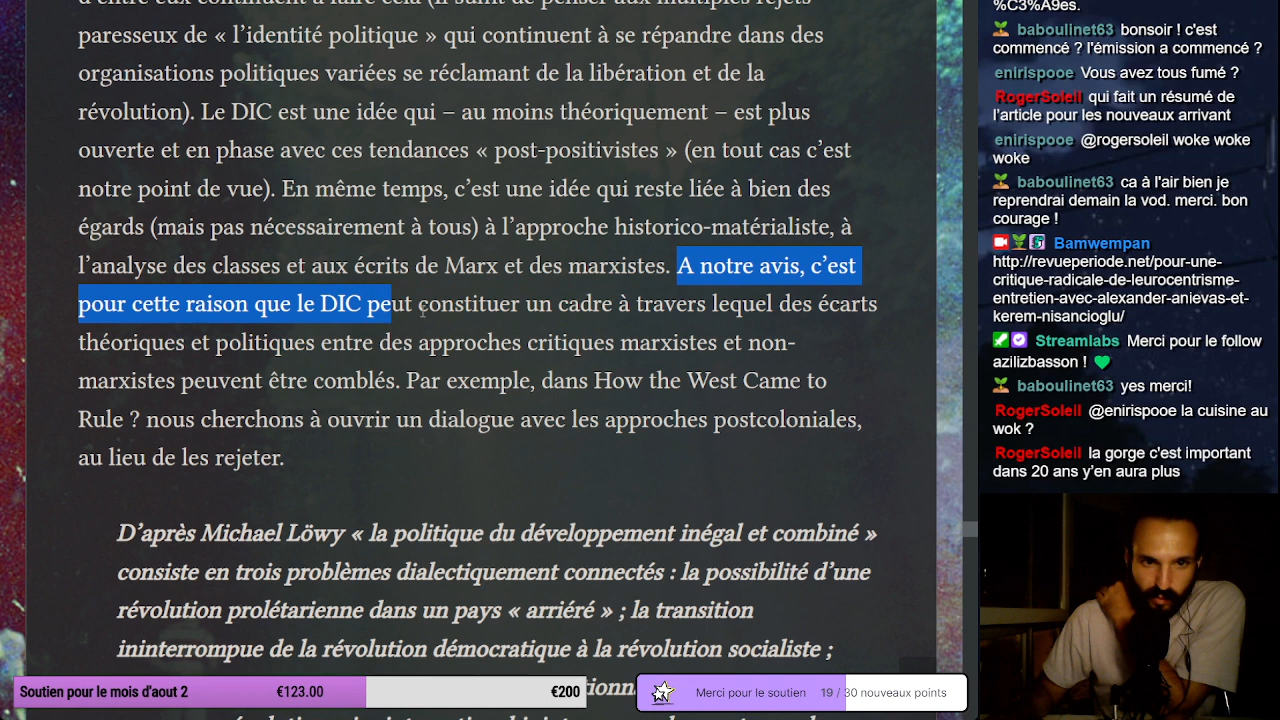 d'entre eux continuent à faire cela (il suffit de penser aux multiples rejets
paresseux de « l'identité politique » qui continuent à se répandre dans des
organisations politiques variées se réclamant de la libération et de la
révolution). Le DIC est une idée qui – au moins théoriquement – est plus
ouverte et en phase avec ces tendances « post-positivistes » (en tout cas c'est
notre point de vue). En même temps, c'est une idée qui reste liée à bien des
égards (mais pas nécessairement à tous) à l'approche historico-matérialiste, à
l'analyse des classes et aux écrits de Marx et des marxistes. A notre avis, c'est
pour cette raison que le DIC peut constituer un cadre à travers lequel des écarts
théoriques et politiques entre des approches critiques marxistes et non-
marxistes peuvent être comblés. Par exemple, dans How the West Came to
Rule ? nous cherchons à ouvrir un dialogue avec les approches postcoloniales,
au lieu de les rejeter.
D'après Michael Löwy « la politique du développement inégal et combiné »
consiste en trois problèmes dialectiquement connectés : la possibilité d'une
révolution prolétarienne dans un pays « arriéré » ; la transition
ininterrompue de la révolution démocratique à la révolution socialiste ;
Soutien pour le mois d'aout 2 €123.00 €200
Merci pour le soutien 19 / 30 nouveaux points
%C3%A9es.
baboulinet63 bonsoir ! c'est
commencé ? l'émission a commencé ?
enirispooe Vous avez tous fumé ?
RogerSoleil qui fait un résumé de
l'article pour les nouveaux arrivant
enirispooe @rogersoleil woke woke
woke
baboulinet63 ca à l'air bien je
reprendrai demain la vod. merci. bon
courage !
Bamwempan
http://revueperiode.net/pour-une-
critique-radicale-de-leurocentrisme-
entretien-avec-alexander-anievas-et-
kerem-nisancioglu/
Streamlabs Merci pour le follow
azilizbasson !
baboulinet63 yes merci!
RogerSoleil @enirispooe la cuisine au
wok ?
RogerSoleil la gorge c'est important
dans 20 ans y'en aura plus